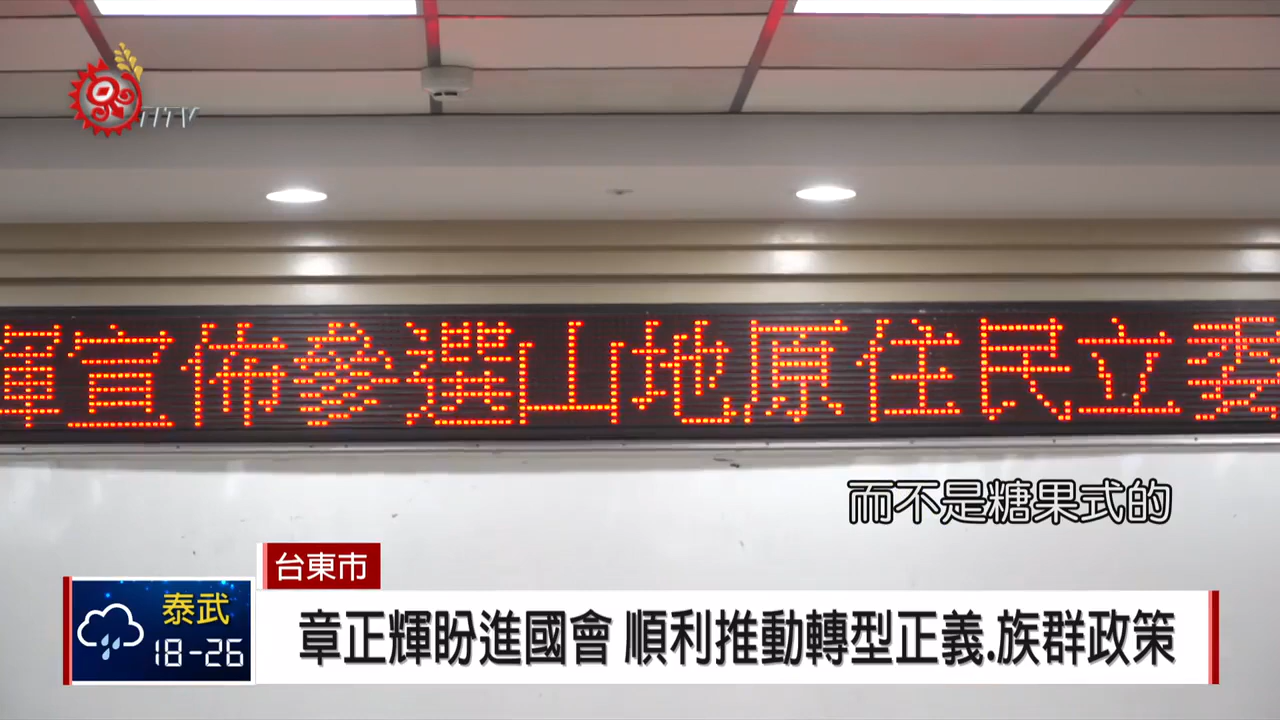 TITV
輝宣佈參選山地原住民立委
而不是糖果式的
台東市
泰武
18-26
章正輝盼進國會 順利推動轉型正義.族群政策